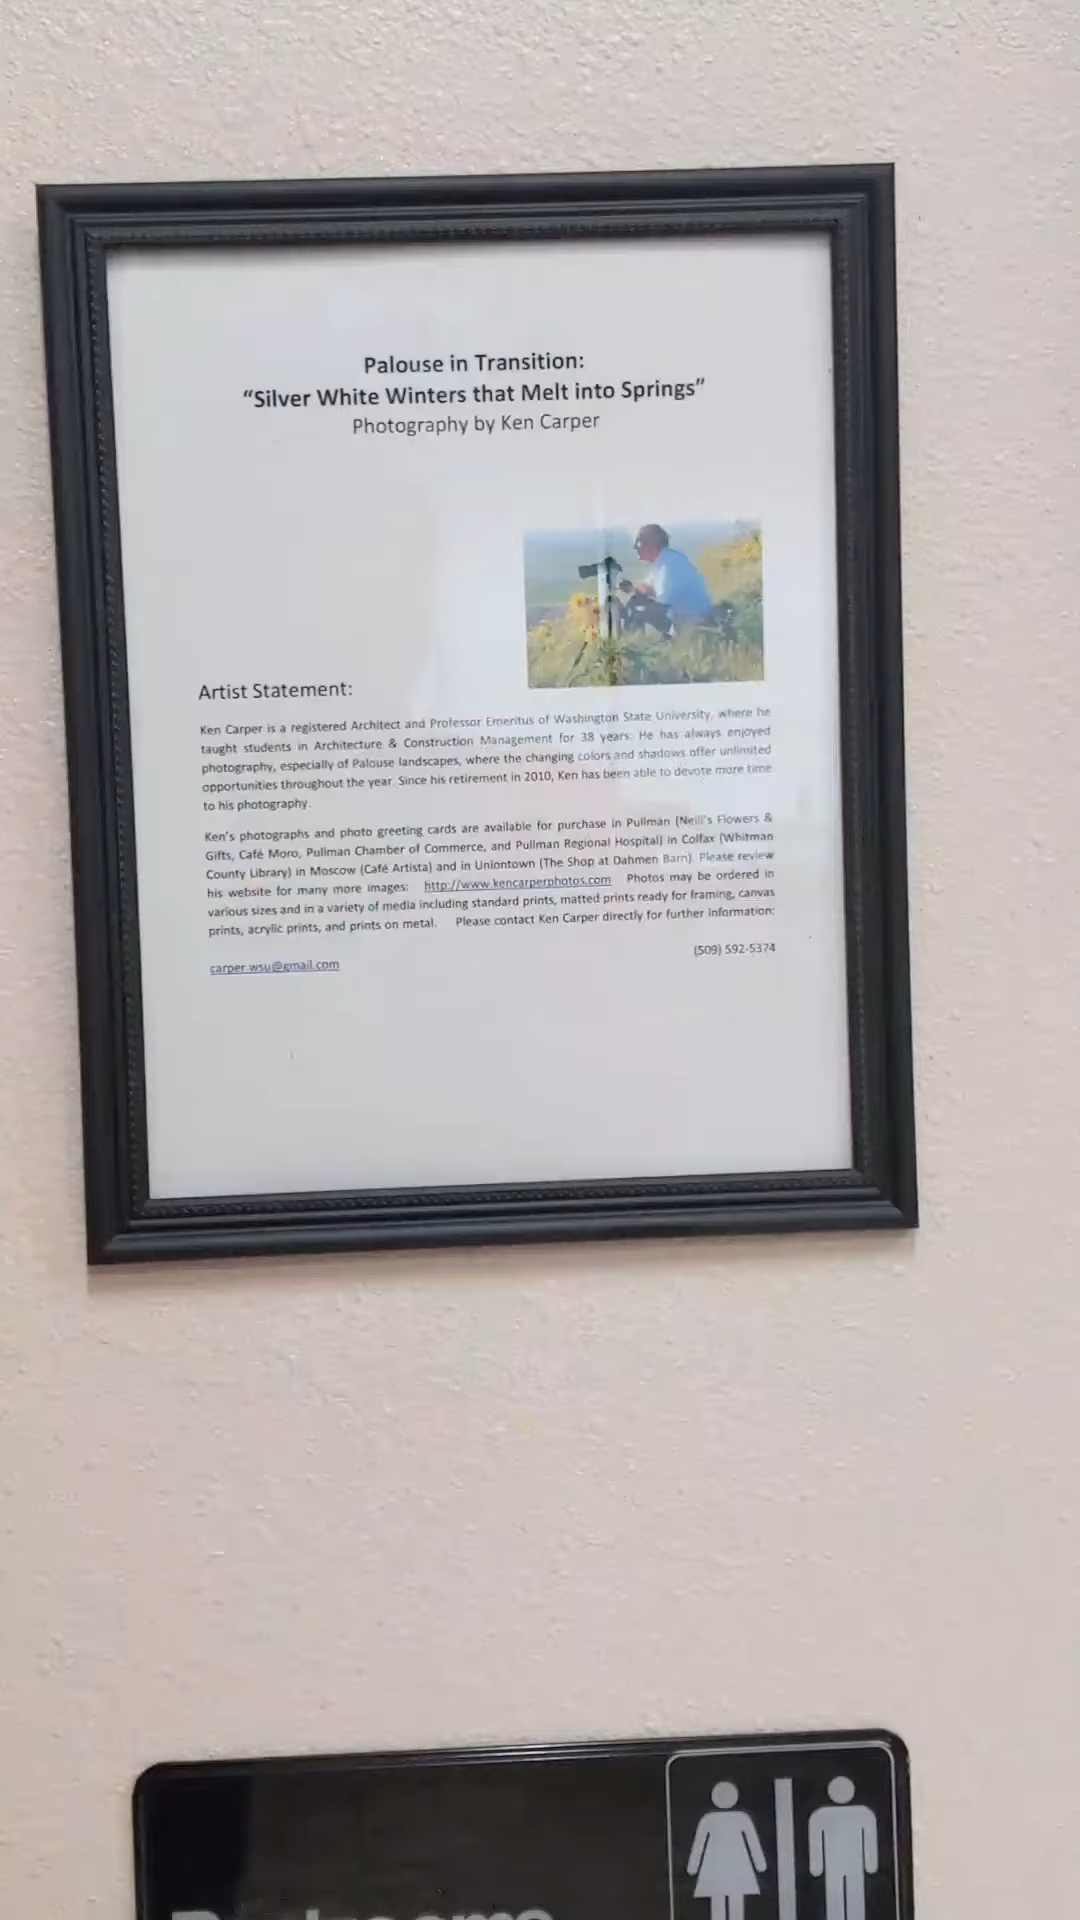 Palouse in Transition:
“Silver White Winters that Melt into Springs”
Photography by Ken Carper
Artist Statement:
Ken Carper is a registered Architect and Professor Emeritus of Washington State University, where he
taught students in Architecture & Construction Management for 38 years. He has always enjoyed
photography, especially of Palouse landscapes, where the changing colors and shadows offer unlimited
opportunities throughout the year. Since his retirement in 2010, Ken has been able to devote more time
to his photography.
Ken's photographs and photo greeting cards are available for purchase in Pullman (Neill's Flowers &
Gifts, Café Moro, Pullman Chamber of Commerce, and Pullman Regional Hospital) in Colfax (Whitman
County Library) in Moscow (Café Artista) and in Uniontown (The Shop at Dahmen Barn). Please review
his website for many more images: http://www.kencarperphotos.com Photos may be ordered in
various sizes and in a variety of media including standard prints, matted prints ready for framing, canvas
prints, acrylic prints, and prints on metal. Please contact Ken Carper directly for further information:
carper.wsu@gmail.com (509) 592-5374